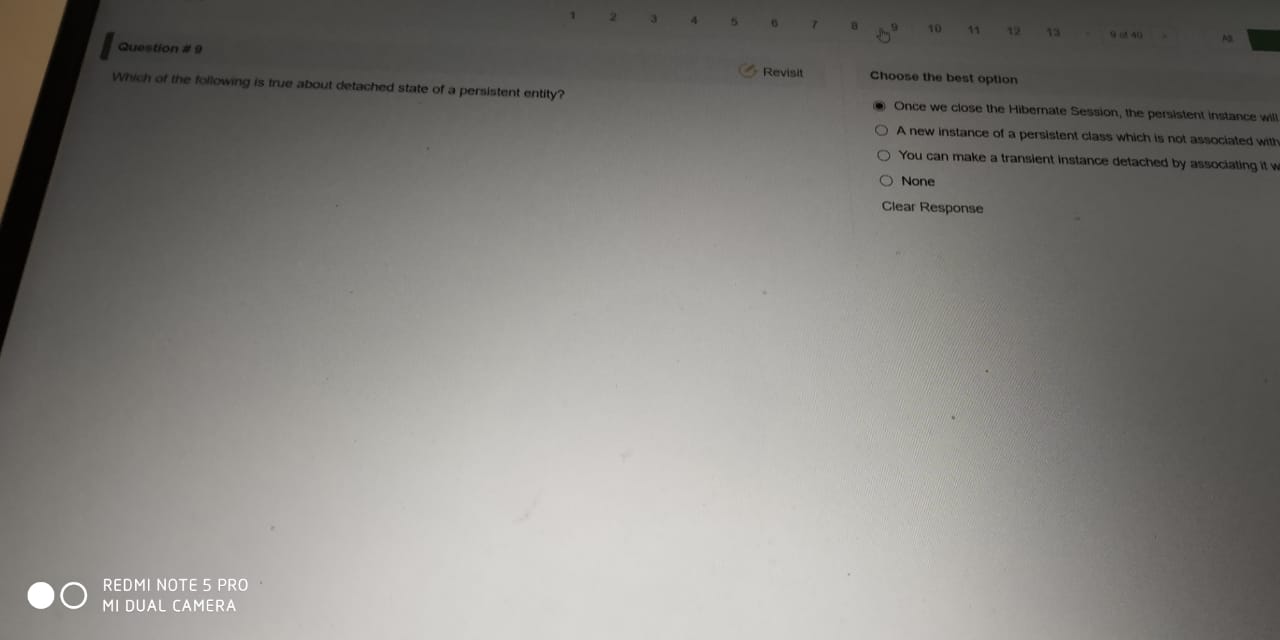 1 2 3 4 5 6 7 8 9 10 11 12 13 9 of 40 All
Question # 9
Revisit
Which of the following is true about detached state of a persistent entity?
Choose the best option
Once we close the Hibernate Session, the persistent instance will
A new instance of a persistent class which is not associated with
You can make a transient instance detached by associating it w
None
Clear Response
REDMI NOTE 5 PRO
MI DUAL CAMERA